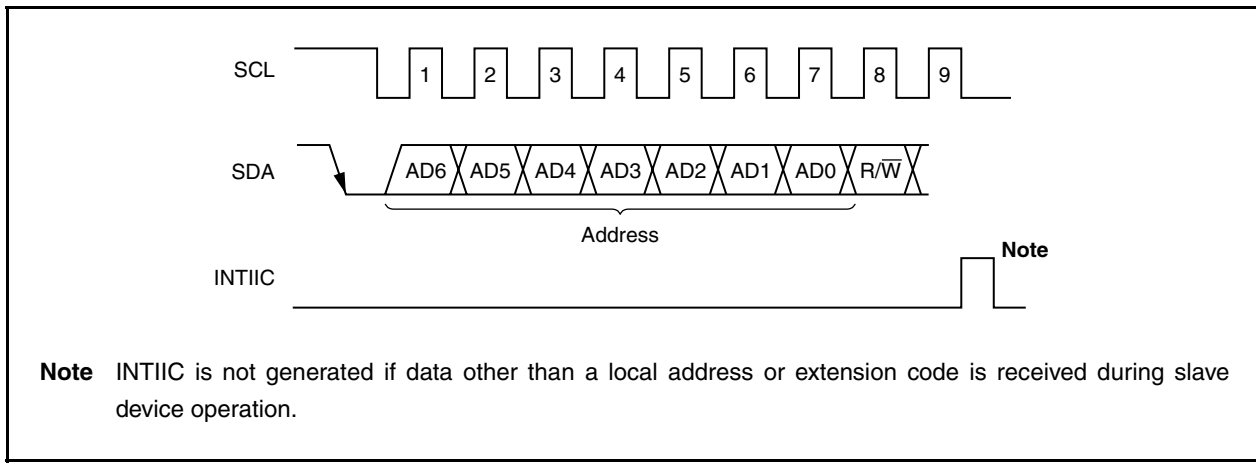 SCL 1 2 3 4 5 6 7 8 9
SDA AD6 AD5 AD4 AD3 AD2 AD1 AD0 R/W̅
Address
INTIIC Note
Note INTIIC is not generated if data other than a local address or extension code is received during slave
device operation.